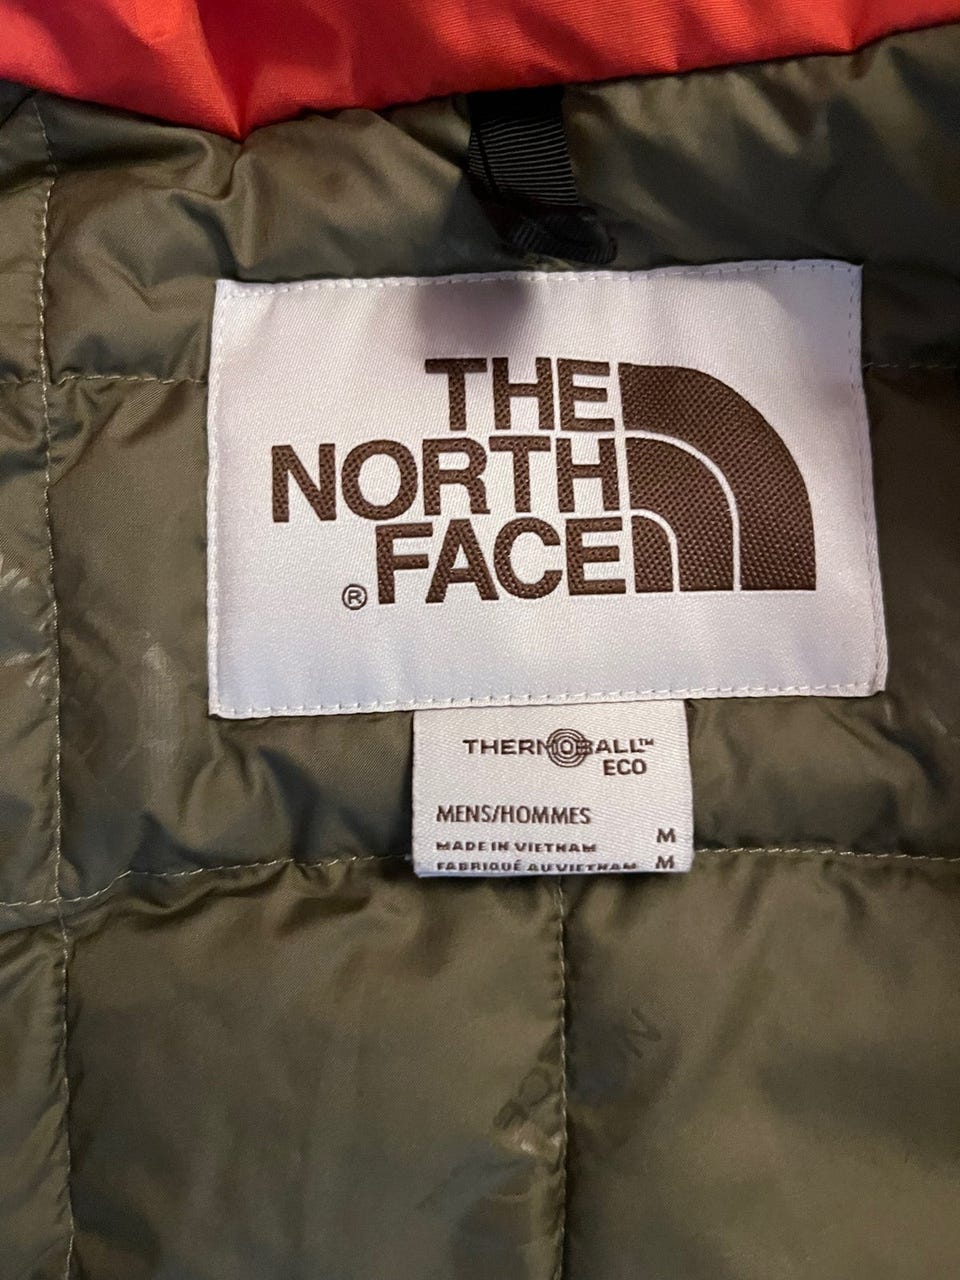 THE
NORTH
FACE
®
THERMOBALL™
ECO
MENS/HOMMES
MADE IN VIETNAM M
FABRIQUÉ AU VIETNAM M